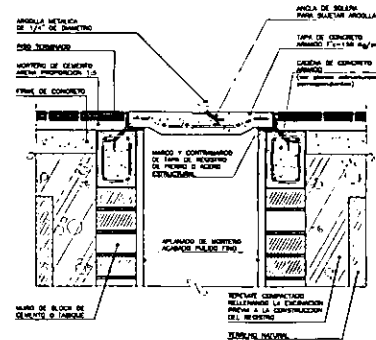 ARGOLLA METALICA
DE 1/4" DE DIAMETRO
PISO TERMINADO
MORTERO DE CEMENTO
ARENA PROPORCION 1:5
FIRME DE CONCRETO
ANCLA DE SOLERA
PARA SUJETAR ARGOLLA
TAPA DE CONCRETO
ARMADO F'c=150 Kg/
CADENA DE CONCRETO
ARMADO
MARCO Y CONTRAMARCO
DE TAPA DE REGISTRO
DE FIERRO O ACERO
ESTRUCTURAL
APLANADO DE MORTERO
ACABADO PULIDO FINO
MURO DE BLOCK DE
CEMENTO O TABIQUE
TEPETATE COMPACTADO
RELLENANDO LA EXCAVACION
PREVIA A LA CONSTRUCCION
DEL REGISTRO
TERRENO NATURAL